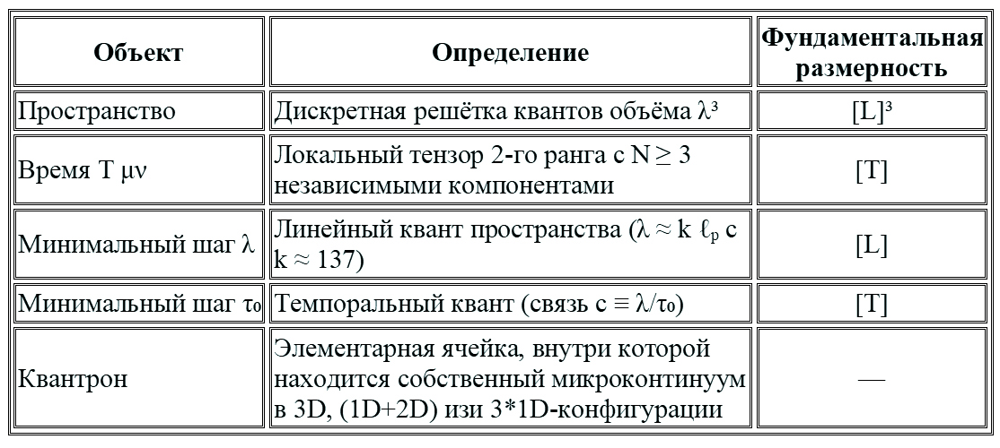 Объект
Определение
Фундаментальная
размерность
Пространство
Дискретная решётка квантов объёма λ³
[L]³
Время T μν
Локальный тензор 2-го ранга с N ≥ 3
независимыми компонентами
[T]
Минимальный шаг λ
Линейный квант пространства (λ ≈ k ℓₚ с
k ≈ 137)
[L]
Минимальный шаг τ₀
Темпоральный квант (связь c ≡ λ/τ₀)
[T]
Квантрон
Элементарная ячейка, внутри которой
находится собственный микроконтинуум
в 3D, (1D+2D) изи 3*1D-конфигурации
—